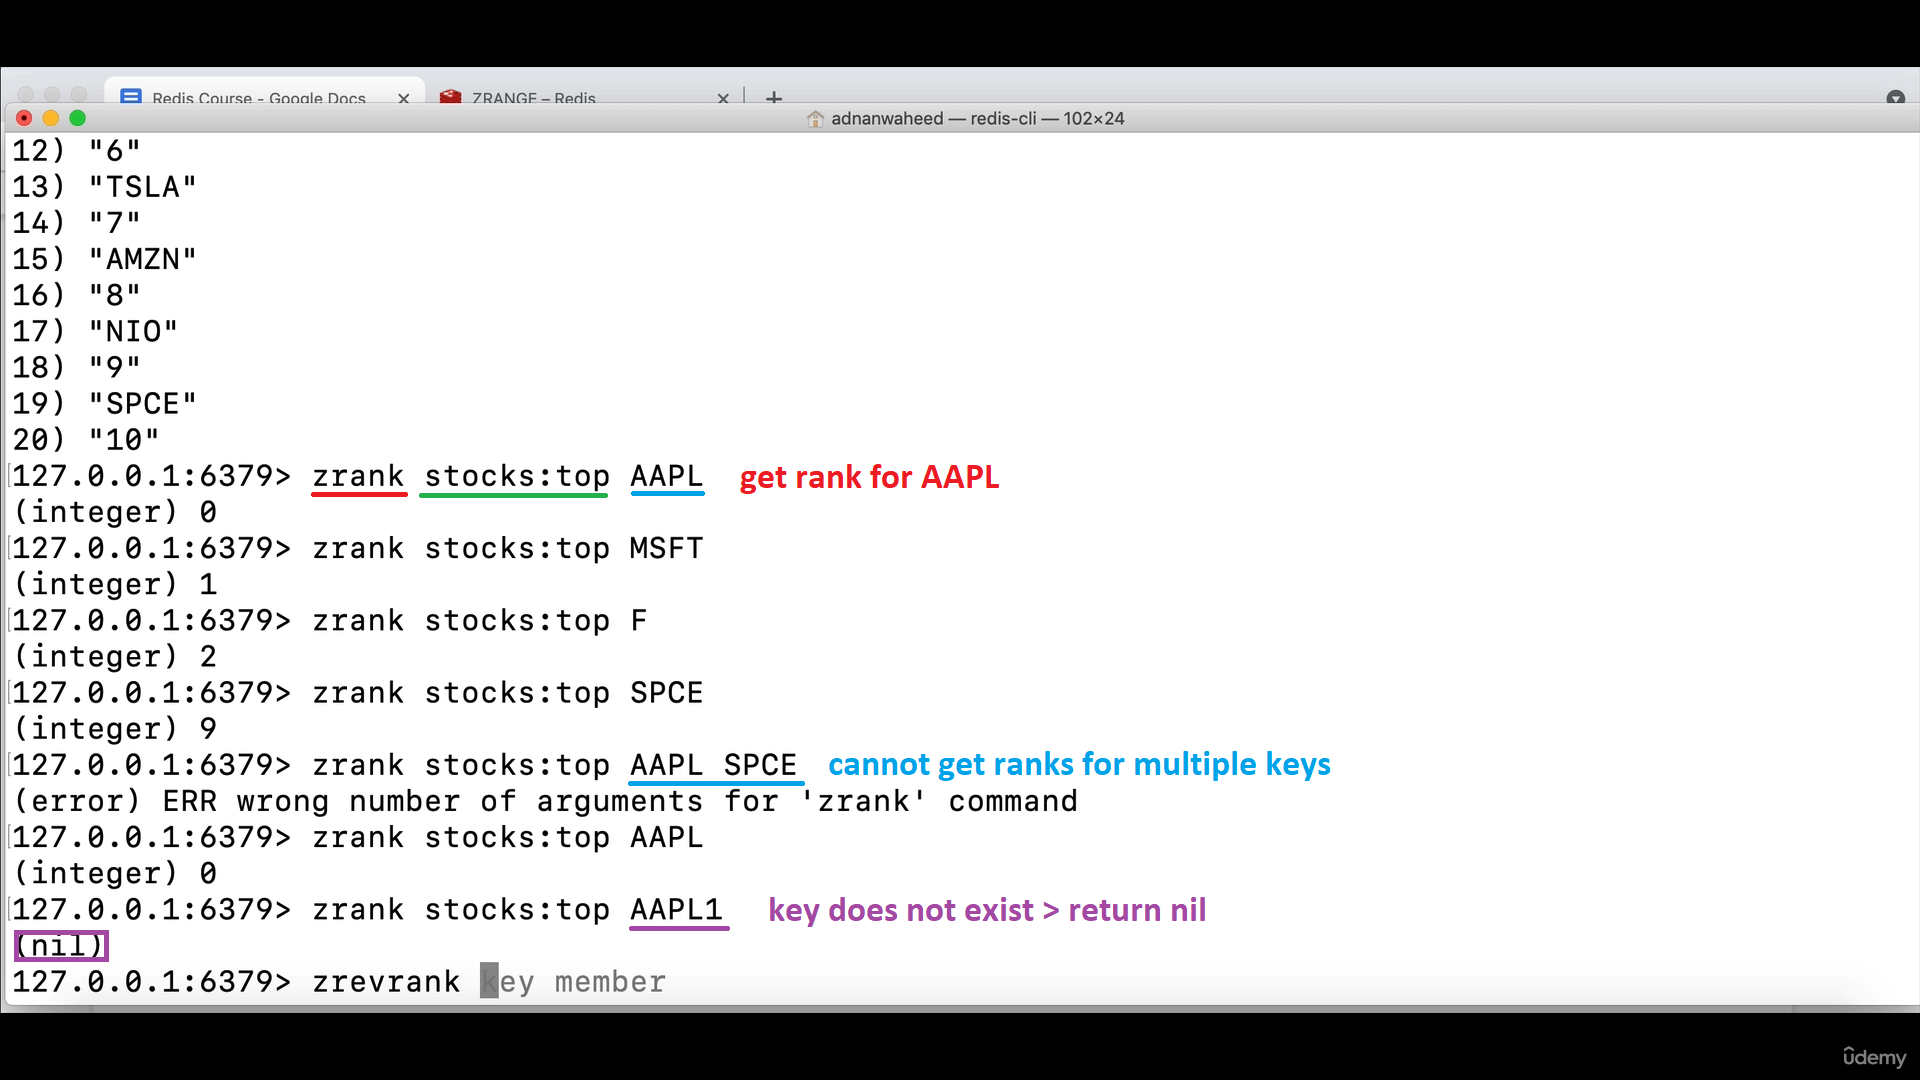 Redis Course - Google Docs
ZRANGE – Redis
adnanwaheed — redis-cli — 102×24
12) "6"
13) "TSLA"
14) "7"
15) "AMZN"
16) "8"
17) "NIO"
18) "9"
19) "SPCE"
20) "10"
127.0.0.1:6379> zrank stocks:top AAPL get rank for AAPL
(integer) 0
127.0.0.1:6379> zrank stocks:top MSFT
(integer) 1
127.0.0.1:6379> zrank stocks:top F
(integer) 2
127.0.0.1:6379> zrank stocks:top SPCE
(integer) 9
127.0.0.1:6379> zrank stocks:top AAPL SPCE cannot get ranks for multiple keys
(error) ERR wrong number of arguments for 'zrank' command
127.0.0.1:6379> zrank stocks:top AAPL
(integer) 0
127.0.0.1:6379> zrank stocks:top AAPL1 key does not exist > return nil
(nil)
127.0.0.1:6379> zrevrank key member
ûdemy